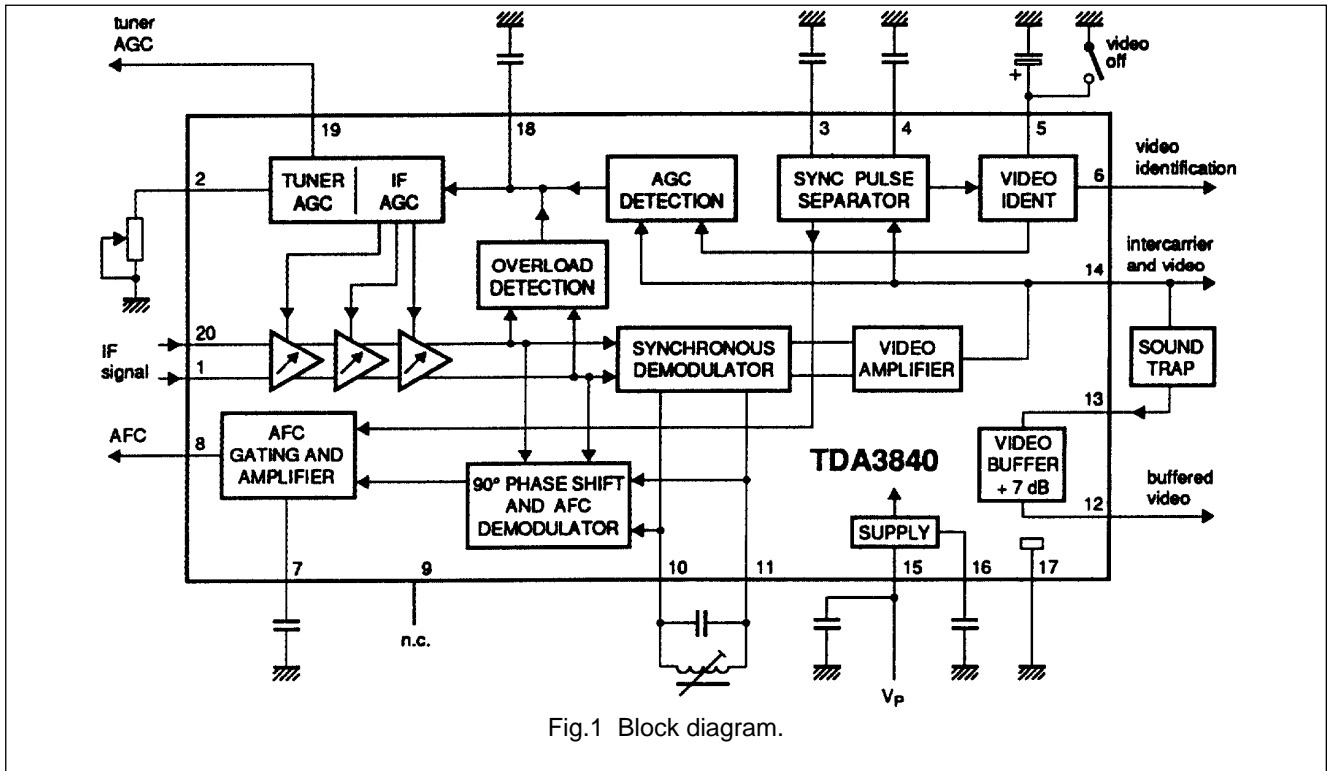 tuner
AGC
video
off
+
19
18
3
4
5
2
TUNER
AGC
IF
AGC
AGC
DETECTION
SYNC PULSE
SEPARATOR
VIDEO
IDENT
6
video
identification
OVERLOAD
DETECTION
14
intercarrier
and video
20
IF
signal
1
SYNCHRONOUS
DEMODULATOR
VIDEO
AMPLIFIER
SOUND
TRAP
13
AFC
8
AFC
GATING AND
AMPLIFIER
90° PHASE SHIFT
AND AFC
DEMODULATOR
TDA3840
VIDEO
BUFFER
+ 7 dB
12
buffered
video
SUPPLY
7
9
10
11
15
16
17
n.c.
VP
Fig.1 Block diagram.